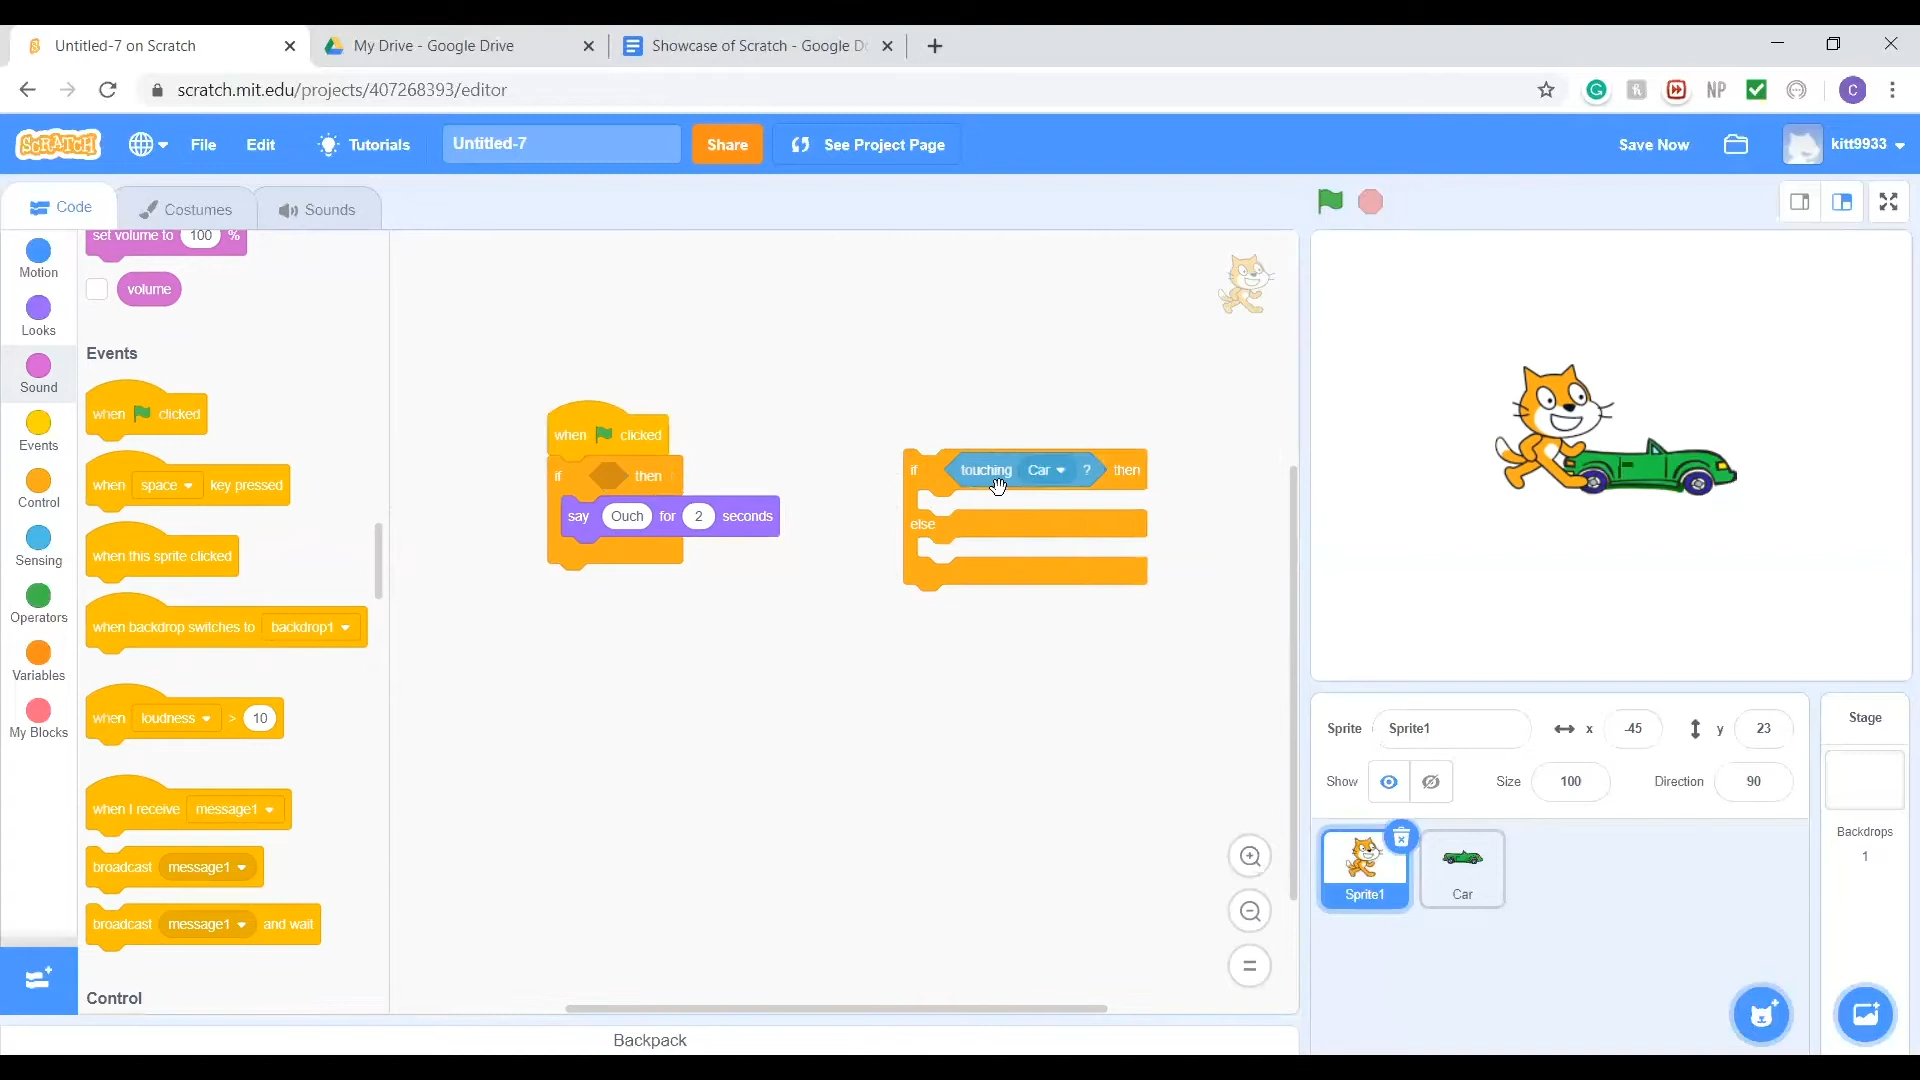 Untitled-7 on Scratch
My Drive - Google Drive
Showcase of Scratch - Google Do
scratch.mit.edu/projects/407268393/editor
NP
C
SCRATCH
File
Edit
Tutorials
Untitled-7
Share
See Project Page
Save Now
kitt9933
Code
Costumes
Sounds
Motion
Looks
Sound
Events
Control
Sensing
Operators
Variables
My Blocks
set volume to 100 %
volume
Events
when clicked
when space key pressed
when this sprite clicked
when backdrop switches to backdrop1
when loudness > 10
when I receive message1
broadcast message1
broadcast message1 and wait
Control
when clicked
if then
say Ouch for 2 seconds
if touching Car ? then
else
Sprite Sprite1 x -45 y 23
Show Size 100 Direction 90
Sprite1
Car
Stage
Backdrops
1
Backpack